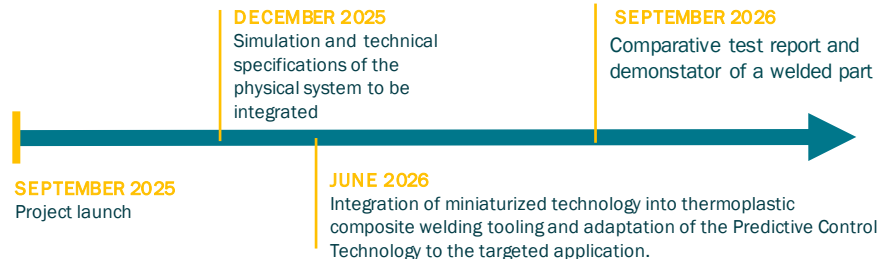 DECEMBER 2025
Simulation and technical
specifications of the
physical system to be
integrated
SEPTEMBER 2026
Comparative test report and
demonstator of a welded part
SEPTEMBER 2025
Project launch
JUNE 2026
Integration of miniaturized technology into thermoplastic
composite welding tooling and adaptation of the Predictive Control
Technology to the targeted application.